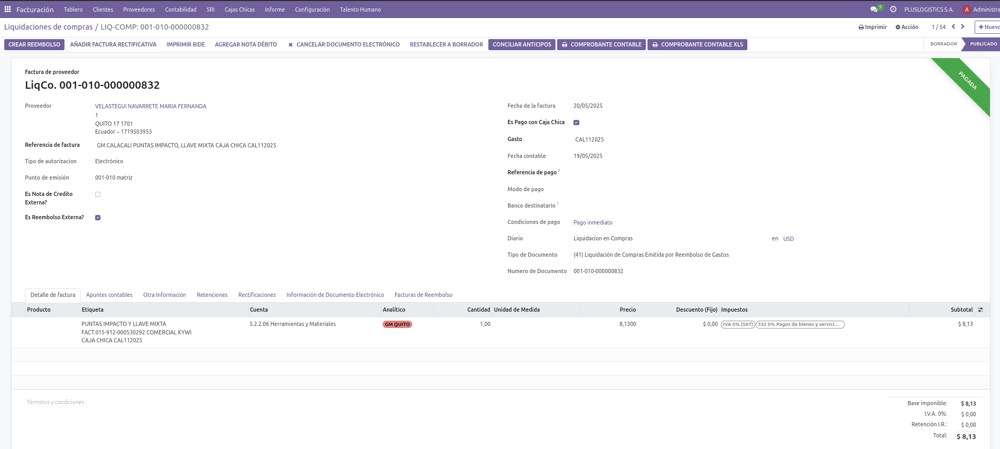 Facturación Tablero Clientes Proveedores Contabilidad SRI Cajas Chicas Informe Configuración Talento Humano 5 PLUSLOGISTICS S.A. A Administra
Liquidaciones de compras / LIQ-COMP: 001-010-000000832 Imprimir Acción 1 / 54 Nuevo
CREAR REEMBOLSO AÑADIR FACTURA RECTIFICATIVA IMPRIMIR RIDE AGREGAR NOTA DÉBITO CANCELAR DOCUMENTO ELECTRÓNICO RESTABLECER A BORRADOR CONCILIAR ANTICIPOS COMPROBANTE CONTABLE COMPROBANTE CONTABLE XLS BORRADOR PUBLICADO
PAGADA
Factura de proveedor
LiqCo. 001-010-000000832
Proveedor VELASTEGUI NAVARRETE MARIA FERNANDA
1
QUITO 17 1701
Ecuador – 1719503953
Referencia de factura GM CALACALI PUNTAS IMPACTO, LLAVE MIXTA CAJA CHICA CAL112025
Tipo de autorizacion Electrónico
Punto de emisión 001-010 matriz
Es Nota de Credito
Externa?
Es Reembolso Externa?
Fecha de la factura 20/05/2025
Es Pago con Caja Chica
Gasto CAL112025
Fecha contable 19/05/2025
Referencia de pago ?
Modo de pago
Banco destinatario ?
Condiciones de pago Pago inmediato
Diario Liquidacion en Compras en USD
Tipo de Documento (41) Liquidación de Compras Emitida por Reembolso de Gastos
Numero de Documento 001-010-000000832
Detalle de factura Apuntes contables Otra Información Retenciones Rectificaciones Información de Documento Electrónico Facturas de Reembolso
Producto Etiqueta Cuenta Analítico Cantidad Unidad de Medida Precio Descuento (Fijo) Impuestos Subtotal
PUNTAS IMPACTO Y LLAVE MIXTA 5.2.2.06 Herramientas y Materiales GM QUITO 1,00 8,1300 $ 0,00 IVA 0% (507) 332 0% Pagos de bienes y servici... $ 8,13
FACT.015-912-000530292 COMERCIAL KYWI
CAJA CHICA CAL112025
Términos y condiciones
Base imponible: $ 8,13
I.V.A. 0%: $ 0,00
Retención I.R.: $ 0,00
Total: $ 8,13